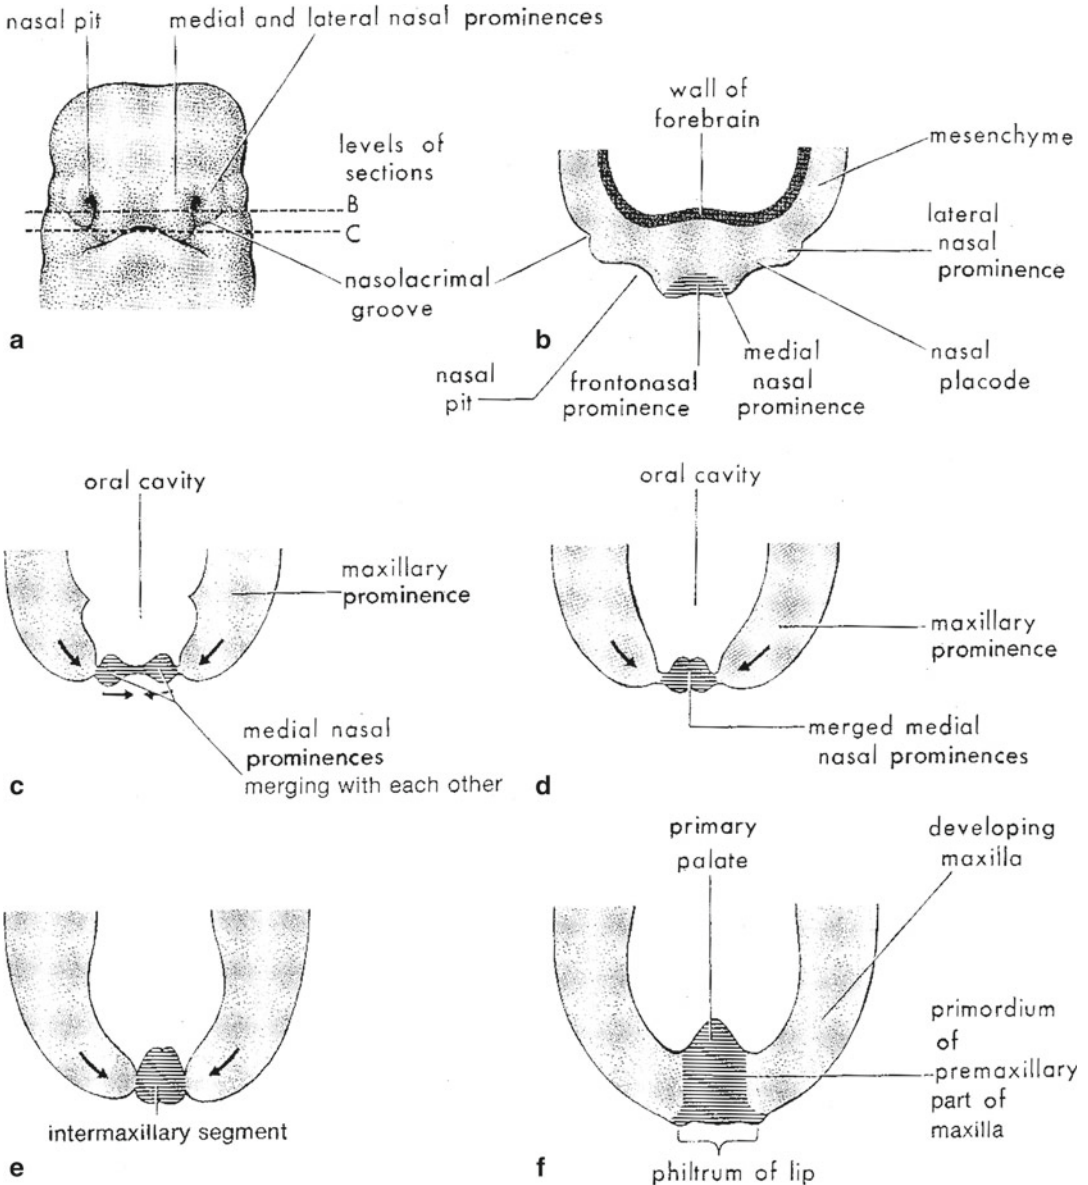 nasal pit
medial and lateral nasal prominences
levels of
sections
B
C
nasolacrimal
groove
a
wall of
forebrain
mesenchyme
lateral
nasal
prominence
nasal
placode
medial
nasal
prominence
frontonasal
prominence
nasal
pit
b
oral cavity
maxillary
prominence
medial nasal
prominences
merging with each other
c
oral cavity
maxillary
prominence
merged medial
nasal prominences
d
intermaxillary segment
e
primary
palate
developing
maxilla
primordium
of
premaxillary
part of
maxilla
philtrum of lip
f